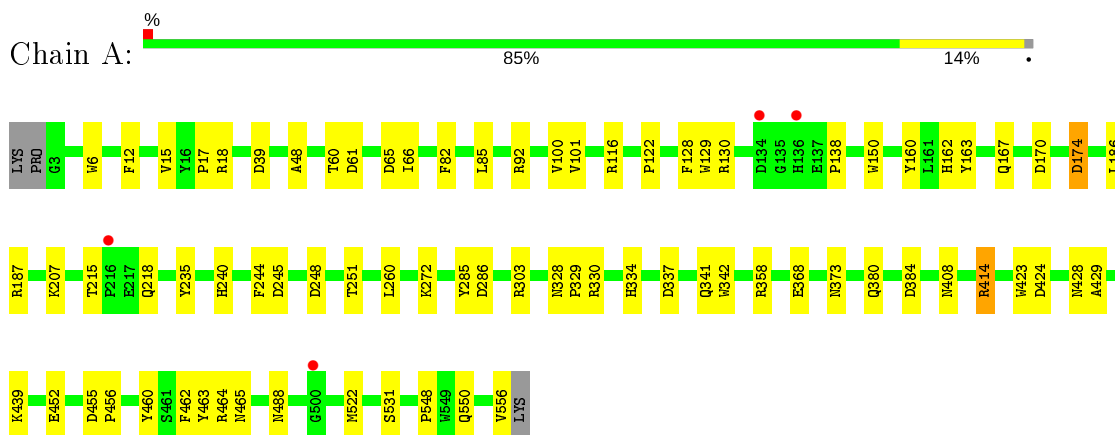 %
Chain A:
85% 14% •
LYS PRO G3 W6 F12 V15 Y16 P17 R18 D39 A48 T60 D61 D65 I66 F82 L85 R92 V100 V101 R116 P122 F128 W129 R130 D134 G135 H136 E137 P138 W150 Y160 L161 H162 Y163 Q167 D170 D174 L186
R187 K207 T215 P216 E217 Q218 Y235 H240 F244 D245 D248 T251 L260 K272 Y285 D286 R303 N328 P329 R330 H334 D337 Q341 W342 R358 E368 N373 Q380 D384 N408 R414 W423 D424 N428 A429
K439 E452 D455 P456 Y460 S461 F462 Y463 R464 N465 N488 G500 M522 S531 P548 W549 Q550 V556 LYS